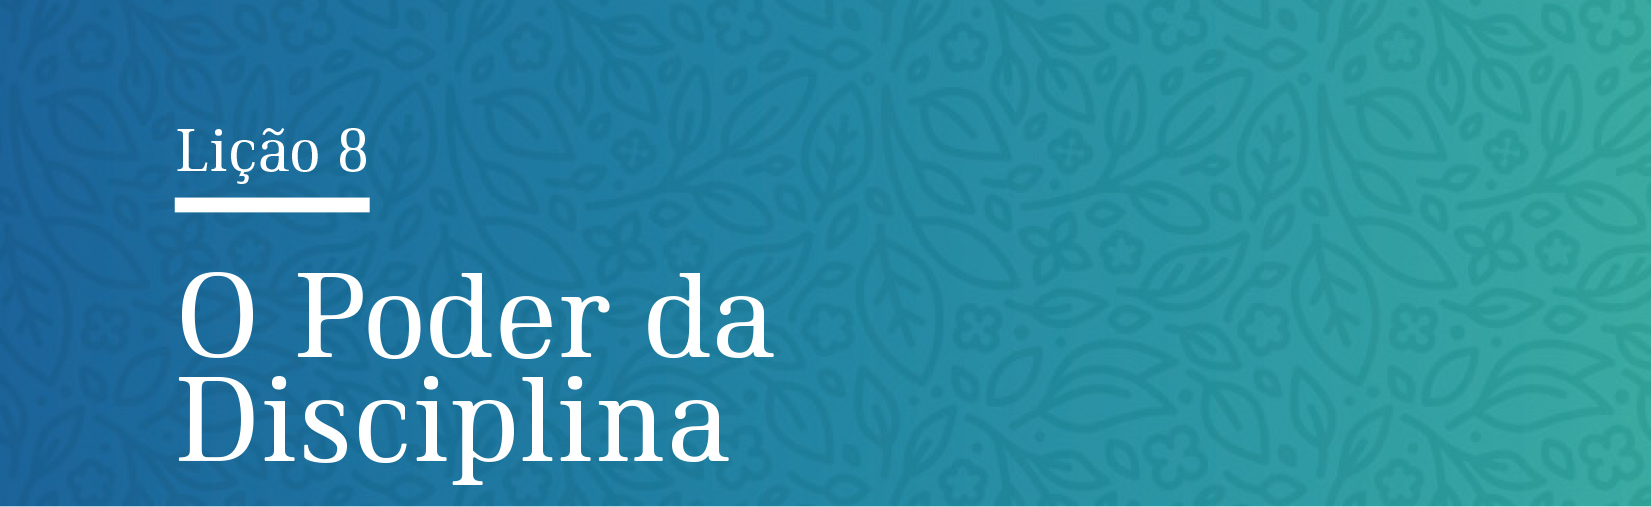 Lição 8
O Poder da
Disciplina